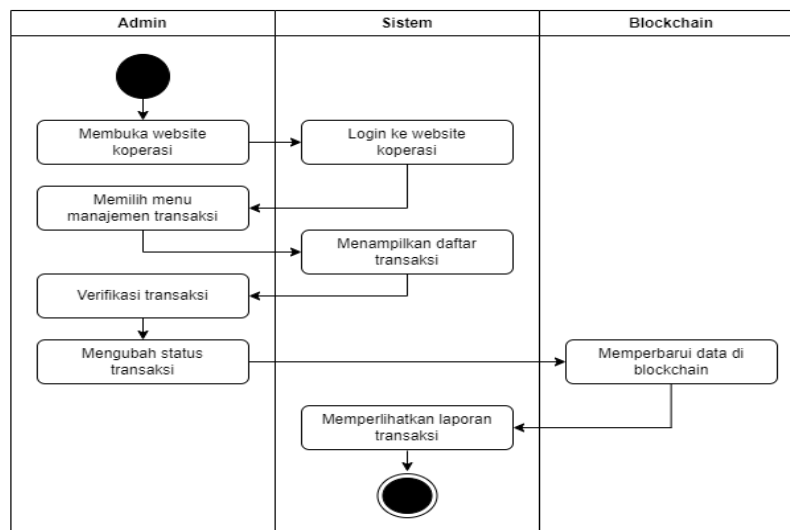 Admin
Sistem
Blockchain
Membuka website
koperasi
Login ke website
koperasi
Memilih menu
manajemen transaksi
Menampilkan daftar
transaksi
Verifikasi transaksi
Mengubah status
transaksi
Memperbarui data di
blockchain
Memperlihatkan laporan
transaksi